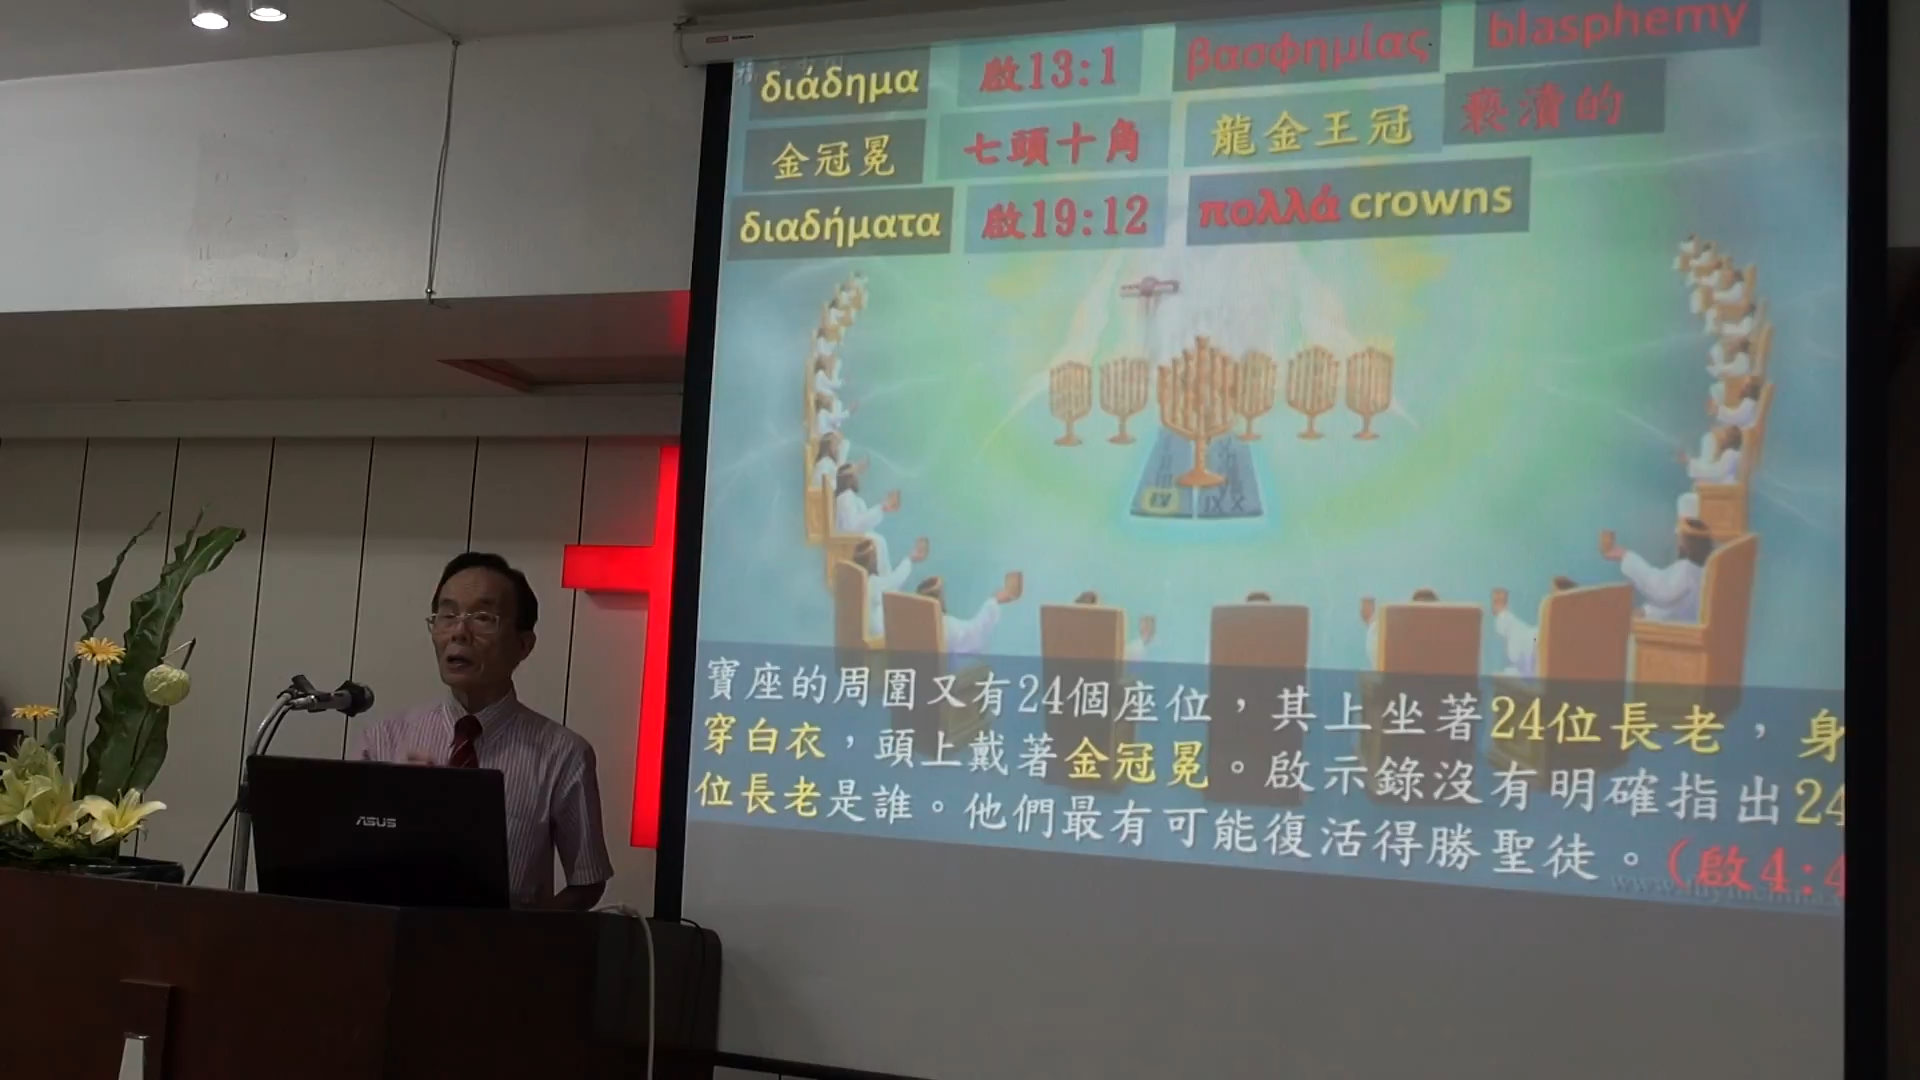 διάδημα 啟13:1 βασφημίας blasphemy
金冠冕 七頭十角 龍金王冠 褻瀆的
διαδήματα 啟19:12 πολλά crowns
IV IX X
寶座的周圍又有24個座位，其上坐著24位長老，身
穿白衣，頭上戴著金冠冕。啟示錄沒有明確指出24
位長老是誰。他們最有可能復活得勝聖徒。(啟4:4
ASUS